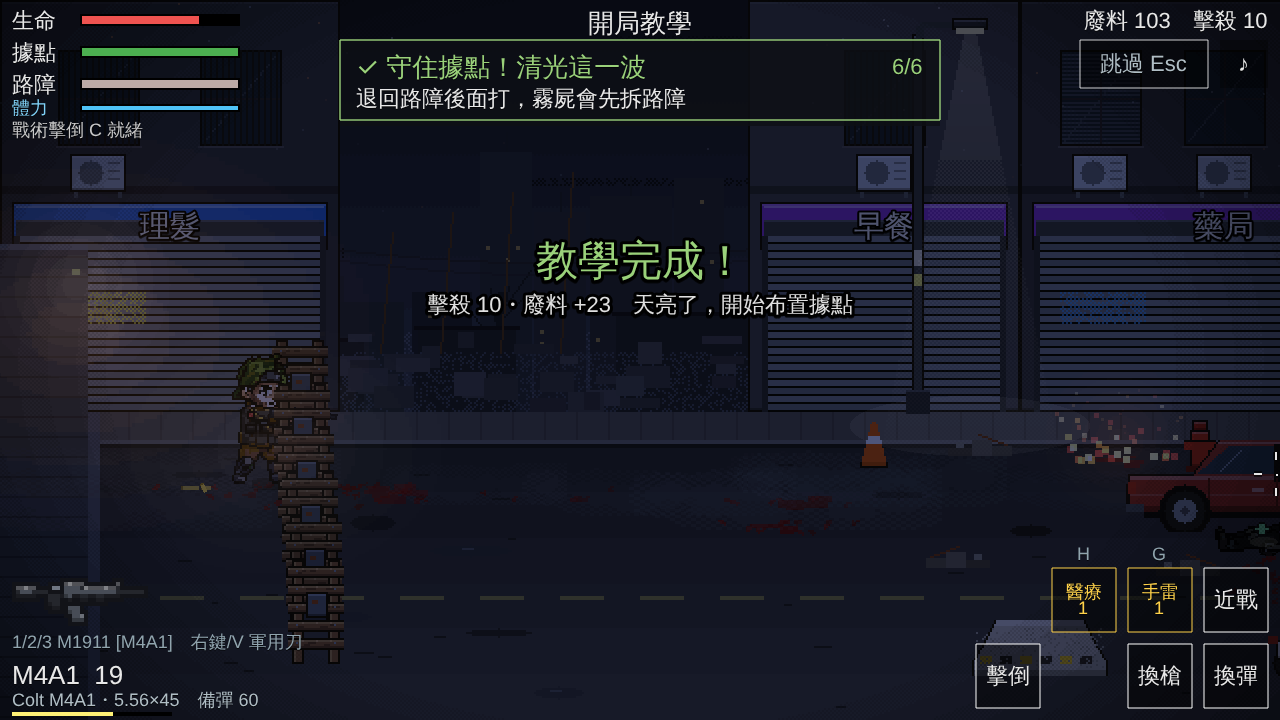 生命
據點
路障
體力
戰術擊倒 C 就緒
開局教學
✓ 守住據點！清光這一波 6/6
退回路障後面打，霧屍會先拆路障
廢料 103 擊殺 10
跳過 Esc ♪
理髮
早餐
藥局
教學完成！
擊殺 10・廢料 +23 天亮了，開始布置據點
H G
醫療 1
手雷 1
近戰
擊倒
換槍
換彈
1/2/3 M1911 [M4A1] 右鍵/V 軍用刀
M4A1 19
Colt M4A1・5.56×45 備彈 60